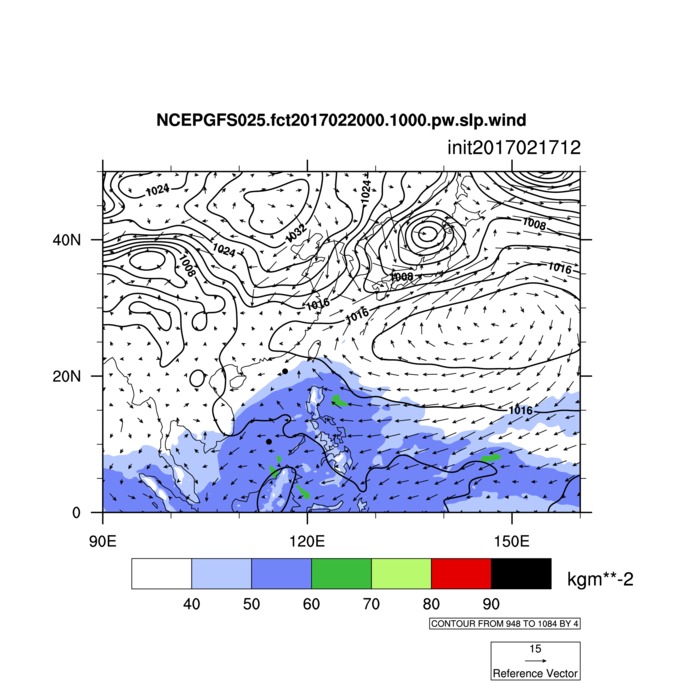 NCEPGFS025.fct2017022000.1000.pw.slp.wind
init2017021712
1024
1024
1032
40N
1008
1024
1008
1008
1016
1016
1016
20N
1016
0
90E 120E 150E
kgm**-2
40 50 60 70 80 90
CONTOUR FROM 948 TO 1084 BY 4
15
Reference Vector